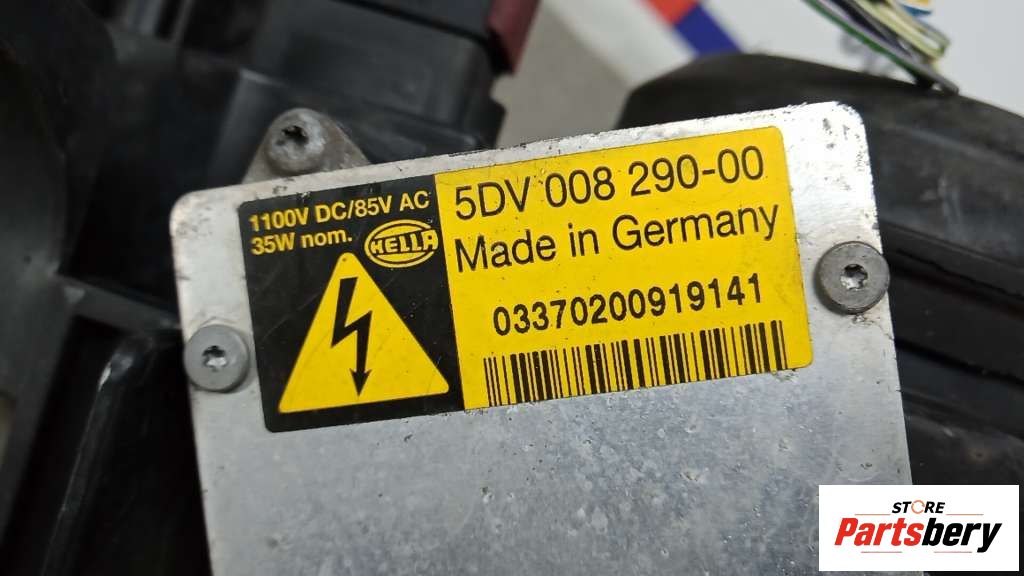 1100V DC/85V AC
35W nom.
HELLA
5DV 008 290-00
Made in Germany
03370200919141
STORE
Partsbery